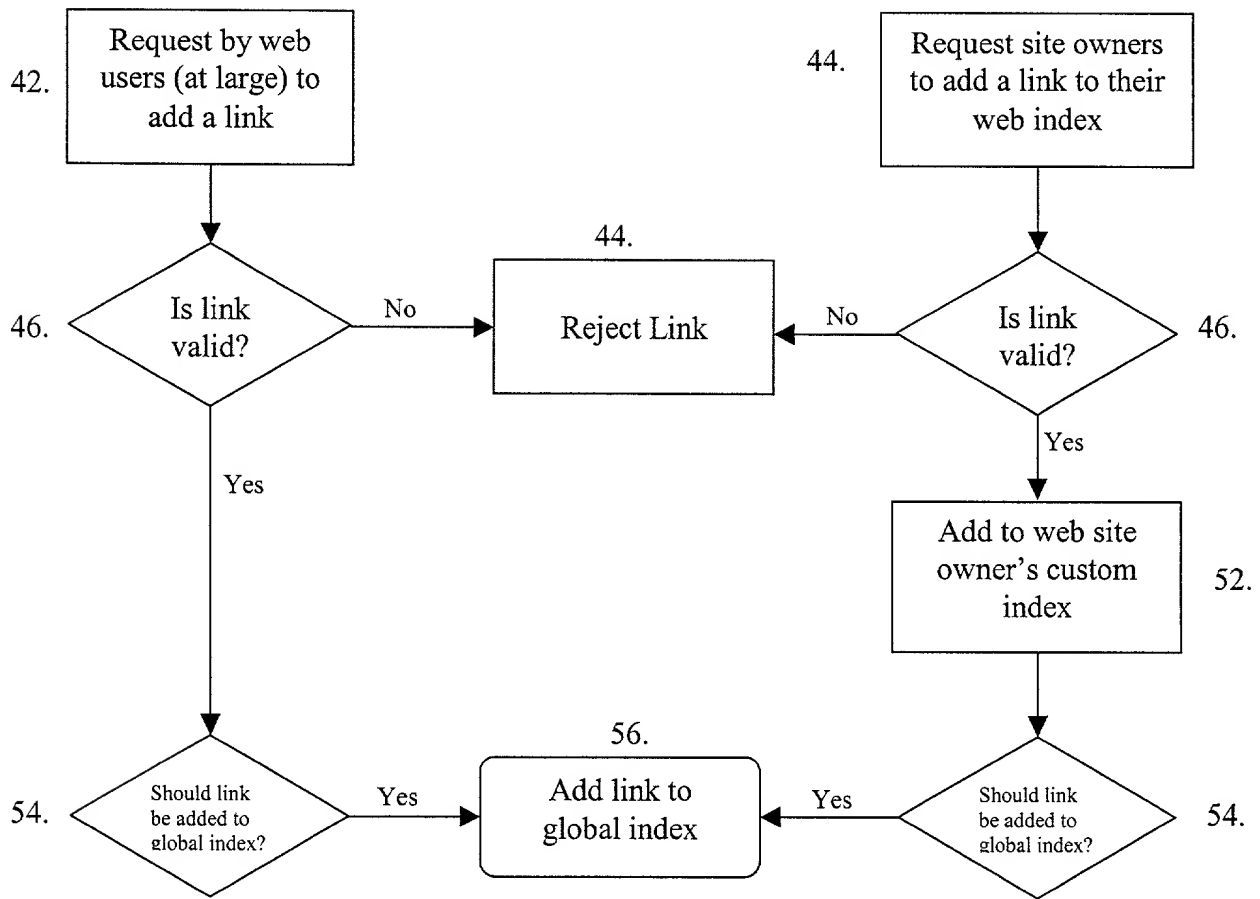 Request by web
users (at large) to
add a link
42.
Request site owners
to add a link to their
web index
44.
44.
Is link
valid?
46.
No
Reject Link
No
Is link
valid?
46.
Yes
Yes
Add to web site
owner’s custom
index
52.
56.
Should link
be added to
global index?
54.
Yes
Add link to
global index
Yes
Should link
be added to
global index?
54.